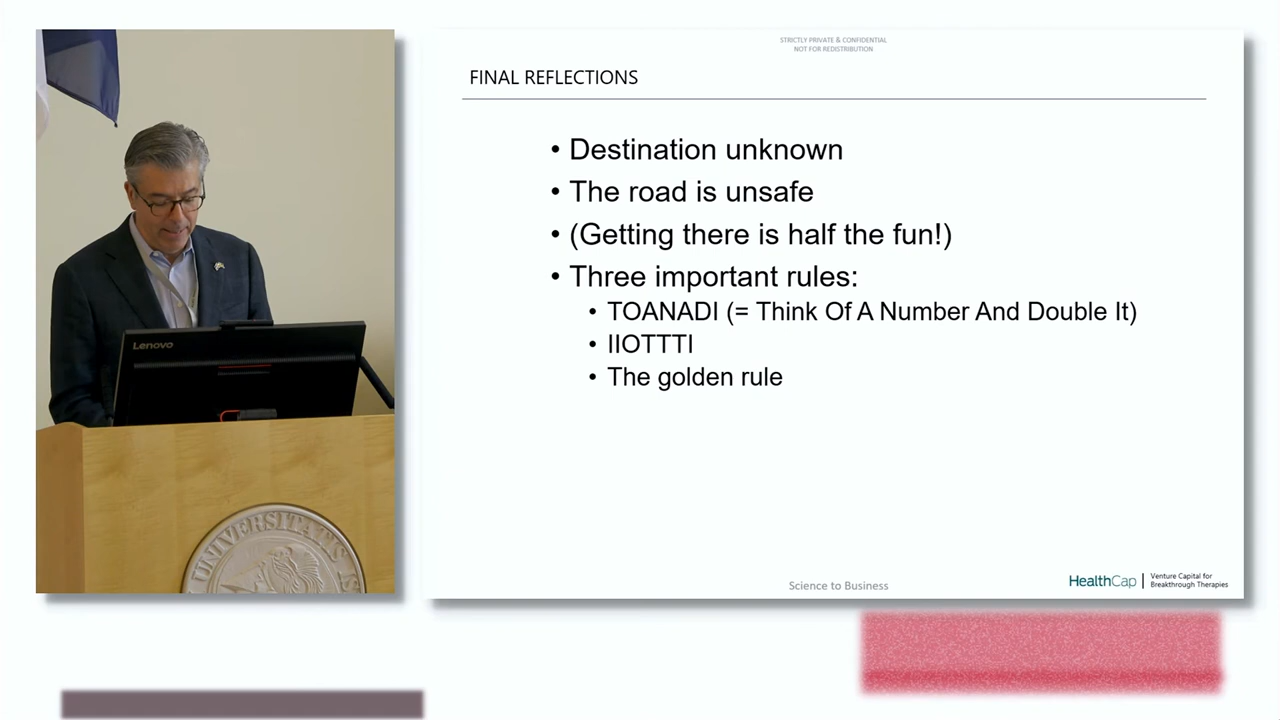 STRICTLY PRIVATE & CONFIDENTIAL
NOT FOR REDISTRIBUTION
FINAL REFLECTIONS
• Destination unknown
• The road is unsafe
• (Getting there is half the fun!)
• Three important rules:
• TOANADI (= Think Of A Number And Double It)
• IIOTTTI
• The golden rule
Lenovo
UNIVERSITATIS
Science to Business
HealthCap
Venture Capital for
Breakthrough Therapies